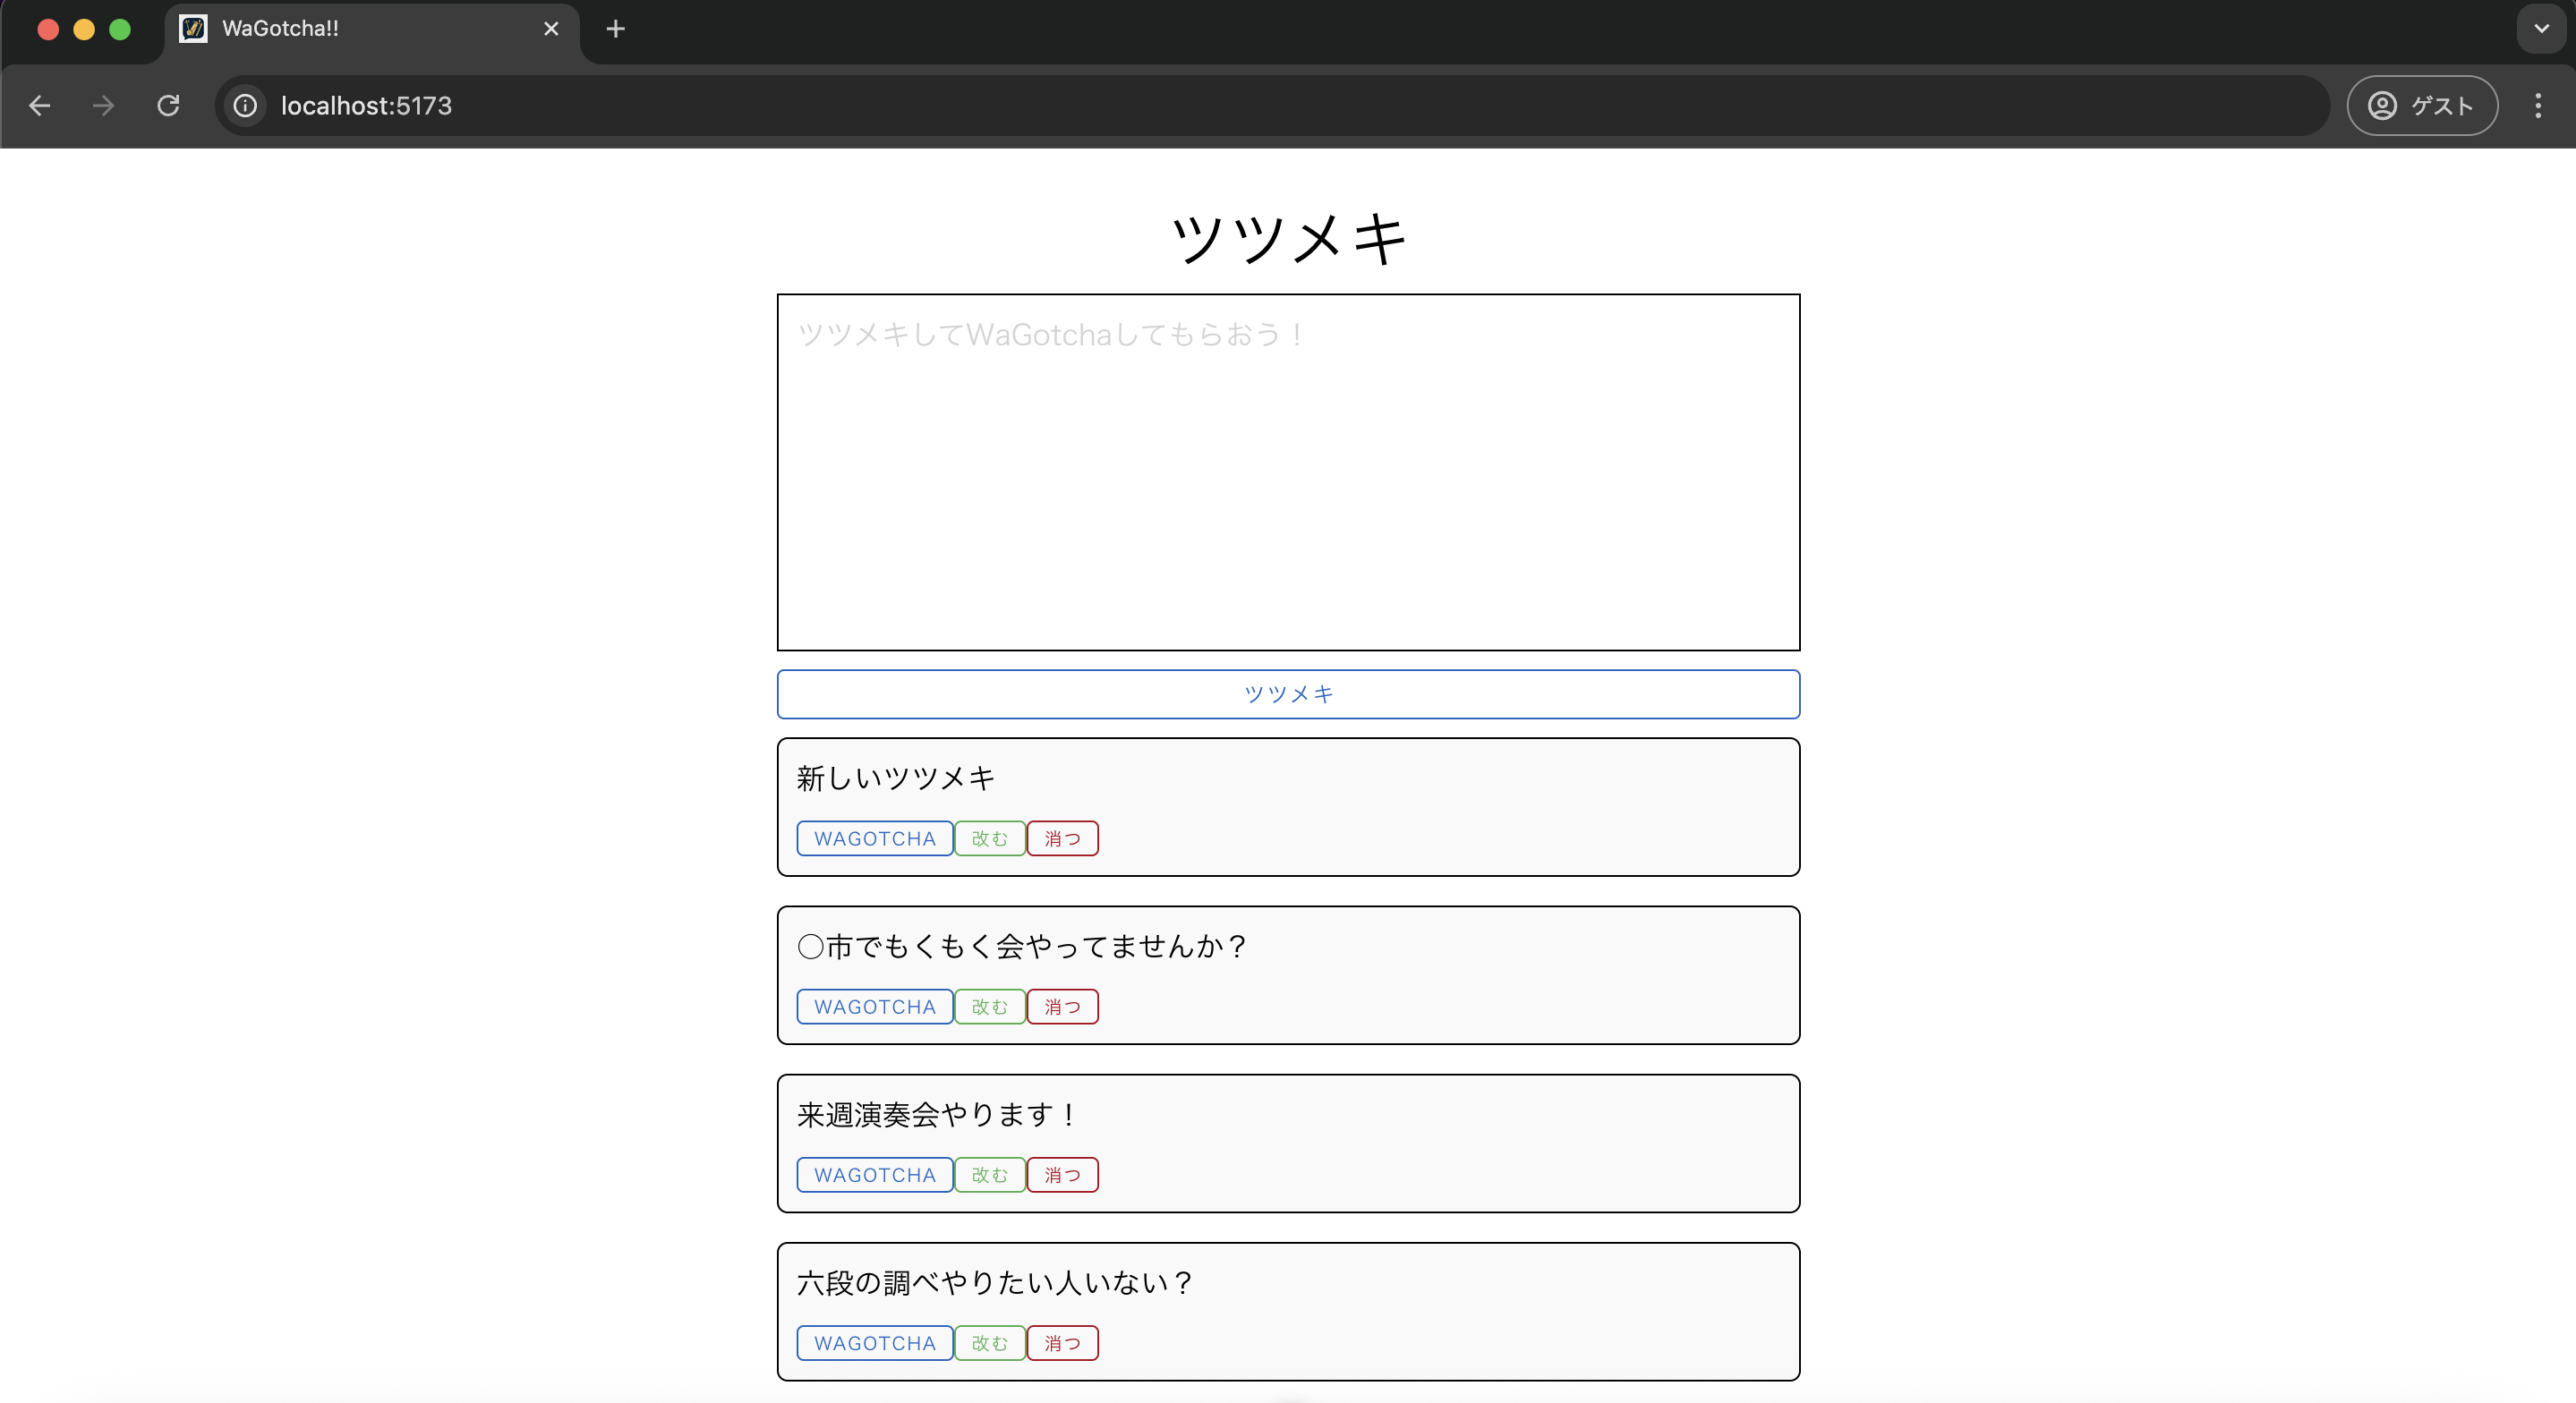 WaGotcha!!
localhost:5173
ゲスト
ツツメキ
ツツメキしてWaGotchaしてもらおう！
ツツメキ
新しいツツメキ
WAGOTCHA 改む 消つ
〇市でもくもく会やってませんか？
WAGOTCHA 改む 消つ
来週演奏会やります！
WAGOTCHA 改む 消つ
六段の調べやりたい人いない？
WAGOTCHA 改む 消つ